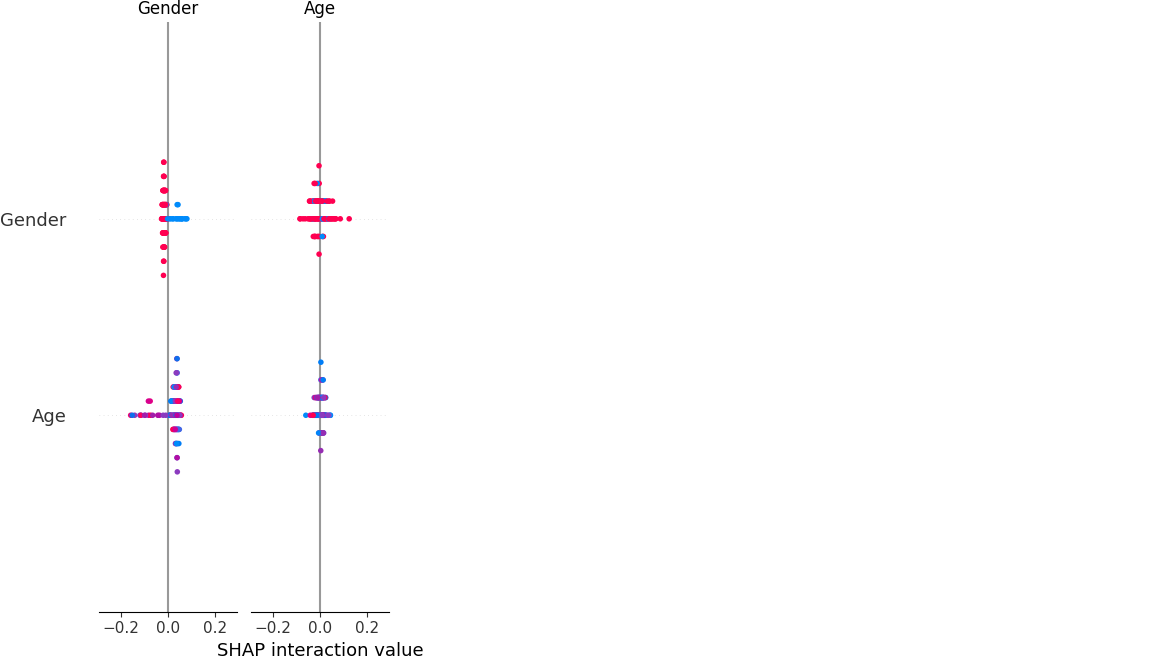 Gender Age
Gender
Age
−0.2 0.0 0.2 −0.2 0.0 0.2
SHAP interaction value